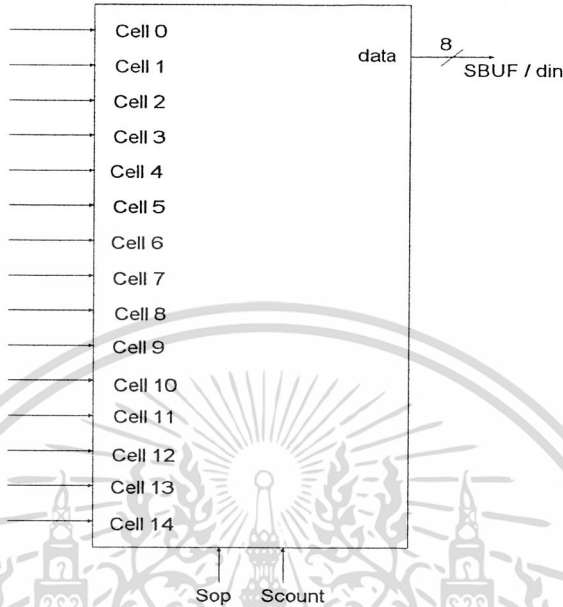 Cell 0
data
8
SBUF / din
Cell 1
Cell 2
Cell 3
Cell 4
Cell 5
Cell 6
Cell 7
Cell 8
Cell 9
Cell 10
Cell 11
Cell 12
Cell 13
Cell 14
Sop
Scount